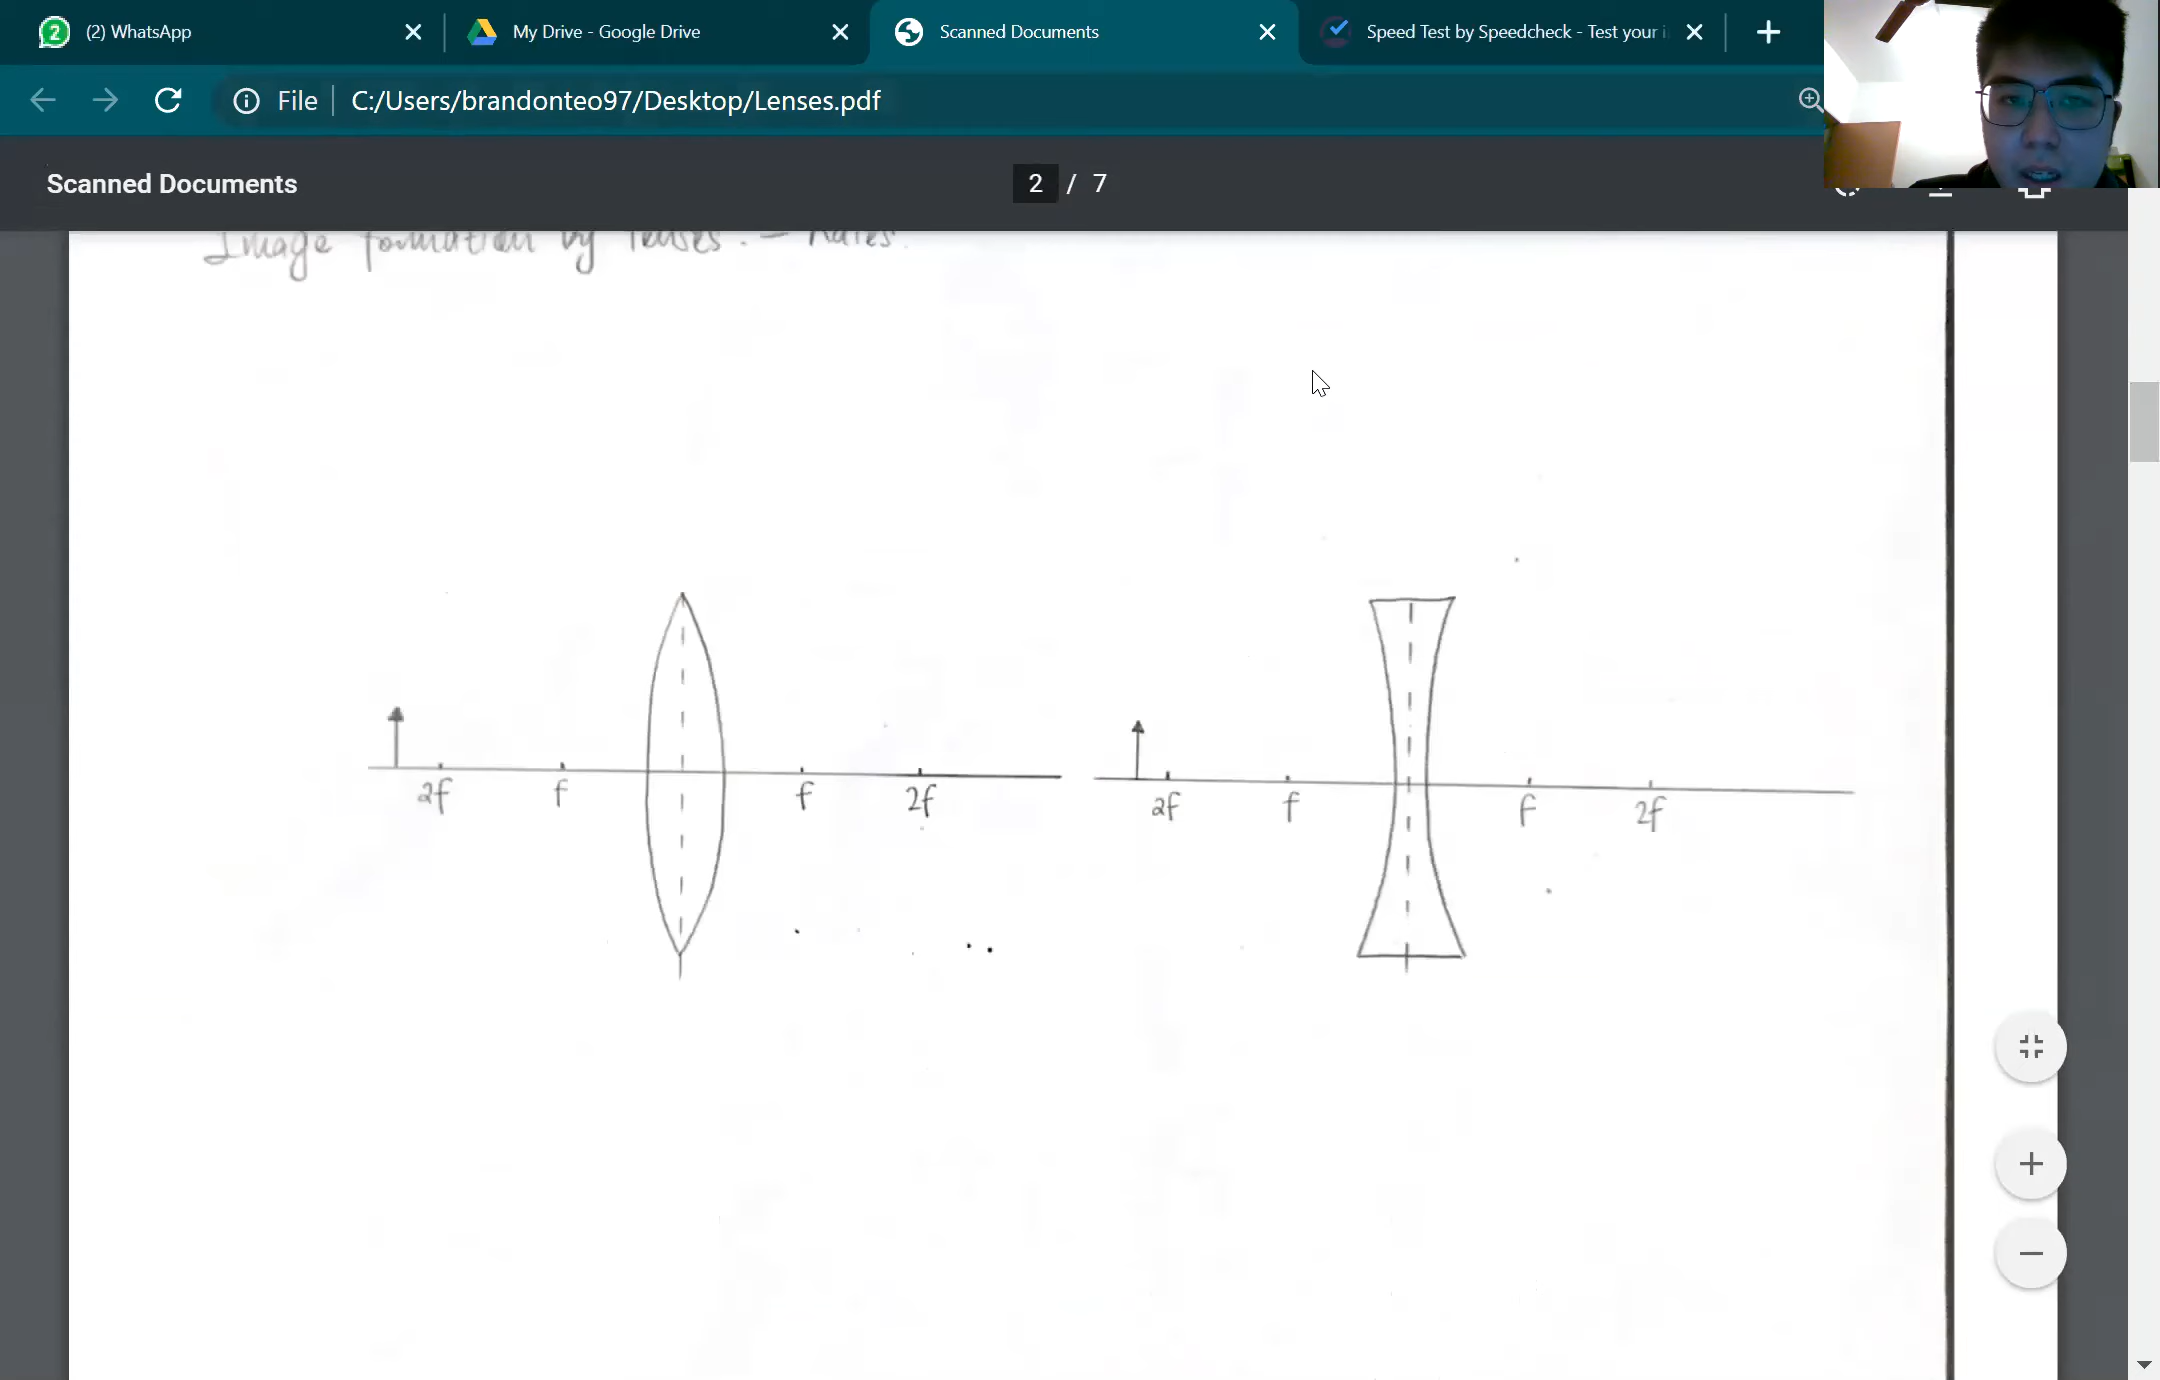 2 (2) WhatsApp
My Drive - Google Drive
Scanned Documents
Speed Test by Speedcheck - Test your i
File C:/Users/brandonteo97/Desktop/Lenses.pdf
Scanned Documents
2 / 7
Image formation by lenses. - Rules.
2f f f 2f
2f f f 2f